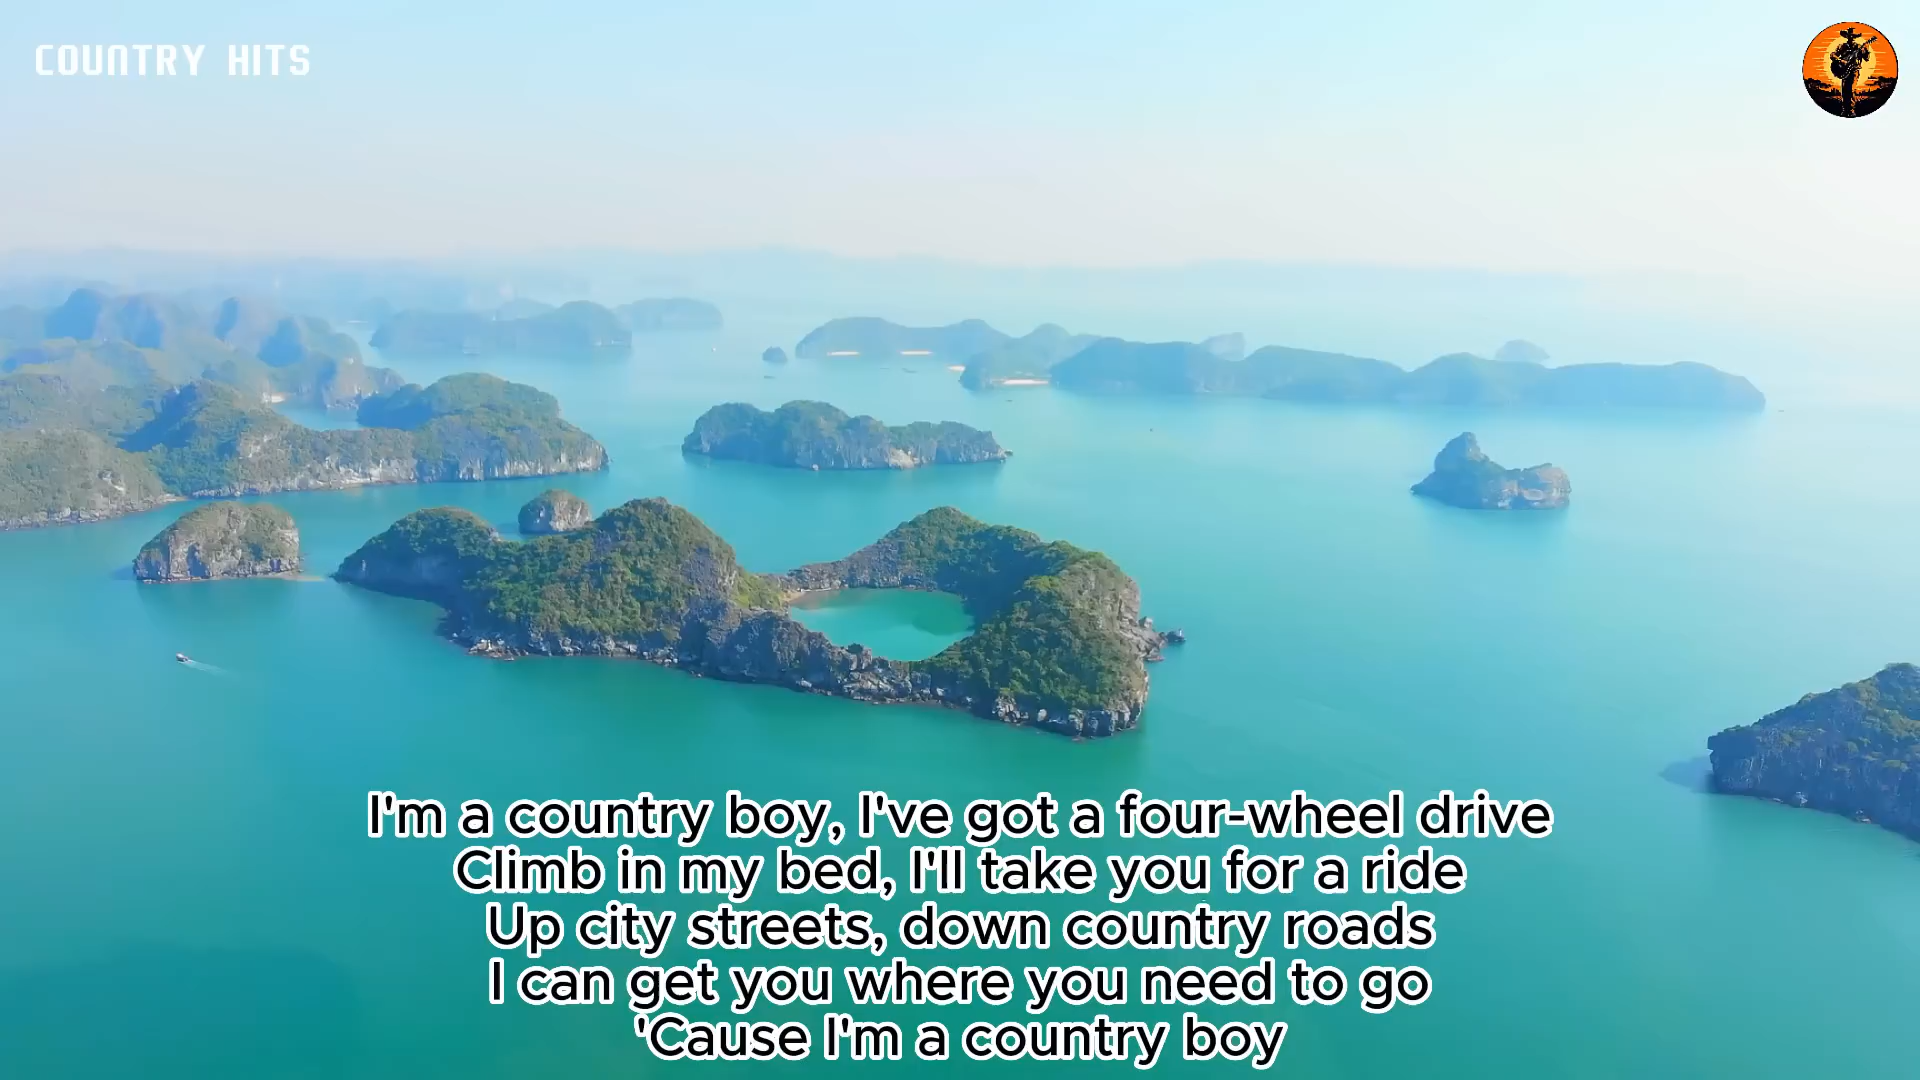 COUNTRY HITS
I'm a country boy, I've got a four-wheel drive
Climb in my bed, I'll take you for a ride
Up city streets, down country roads
I can get you where you need to go
'Cause I'm a country boy